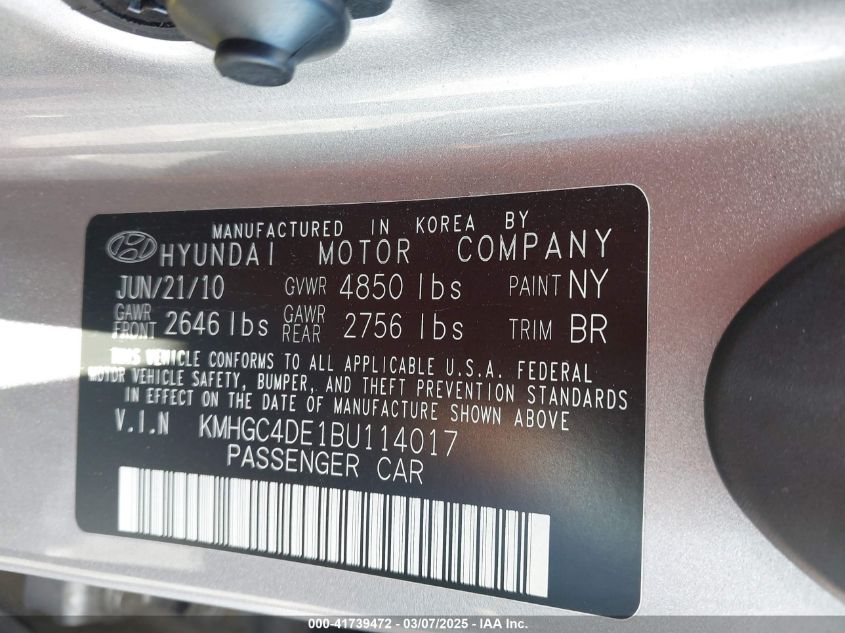 MANUFACTURED IN KOREA BY
HYUNDAI MOTOR COMPANY
JUN/21/10 GVWR 4850 lbs PAINT NY
GAWR FRONT 2646 lbs GAWR REAR 2756 lbs TRIM BR
THIS VEHICLE CONFORMS TO ALL APPLICABLE U.S.A. FEDERAL
MOTOR VEHICLE SAFETY, BUMPER, AND THEFT PREVENTION STANDARDS
IN EFFECT ON THE DATE OF MANUFACTURE SHOWN ABOVE
V.I.N KMHGC4DE1BU114017
PASSENGER CAR
000-41739472 - 03/07/2025 - IAA, Inc.